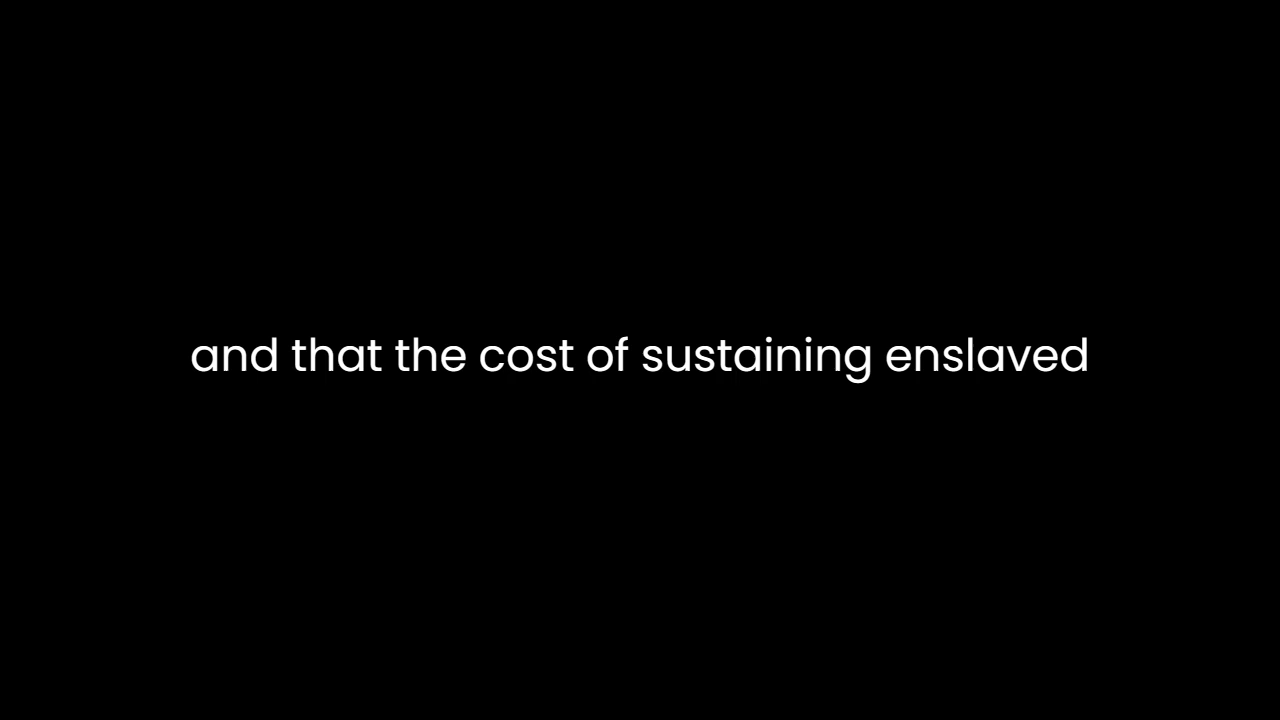 and that the cost of sustaining enslaved